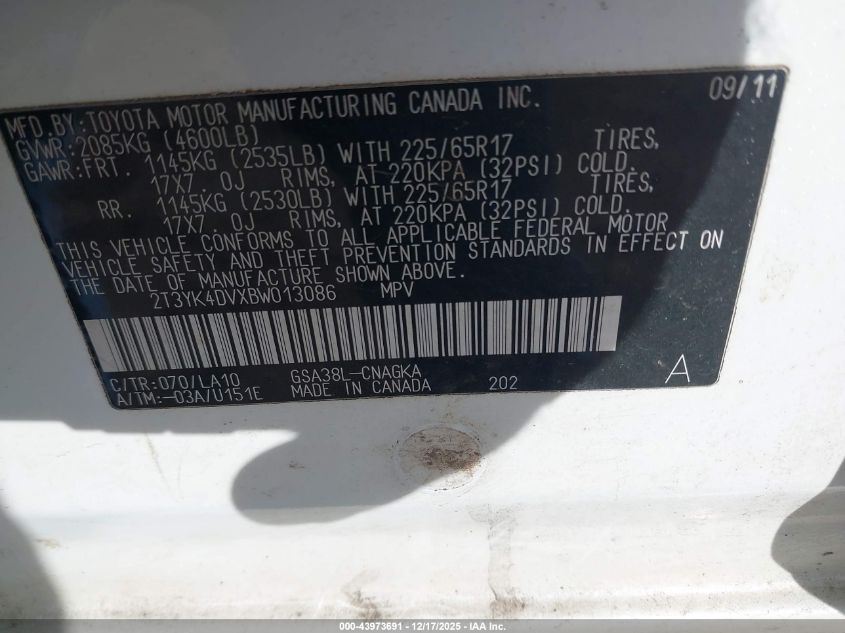 MFD. BY: TOYOTA MOTOR MANUFACTURING CANADA INC. 09/11
GVWR: 2085KG (4600LB)
GAWR: FRT. 1145KG (2535LB) WITH 225/65R17 TIRES,
17X7. OJ RIMS, AT 220KPA (32PSI) COLD.
RR. 1145KG (2530LB) WITH 225/65R17 TIRES,
17X7. OJ RIMS, AT 220KPA (32PSI) COLD.
THIS VEHICLE CONFORMS TO ALL APPLICABLE FEDERAL MOTOR
VEHICLE SAFETY AND THEFT PREVENTION STANDARDS IN EFFECT ON
THE DATE OF MANUFACTURE SHOWN ABOVE.
2T3YK4DVXBW013086 MPV
C/TR: 070/LA10 GSA38L-CNAGKA
A/TM: -03A/U151E MADE IN CANADA 202 A
000-43973691 - 12/17/2025 - IAA Inc.